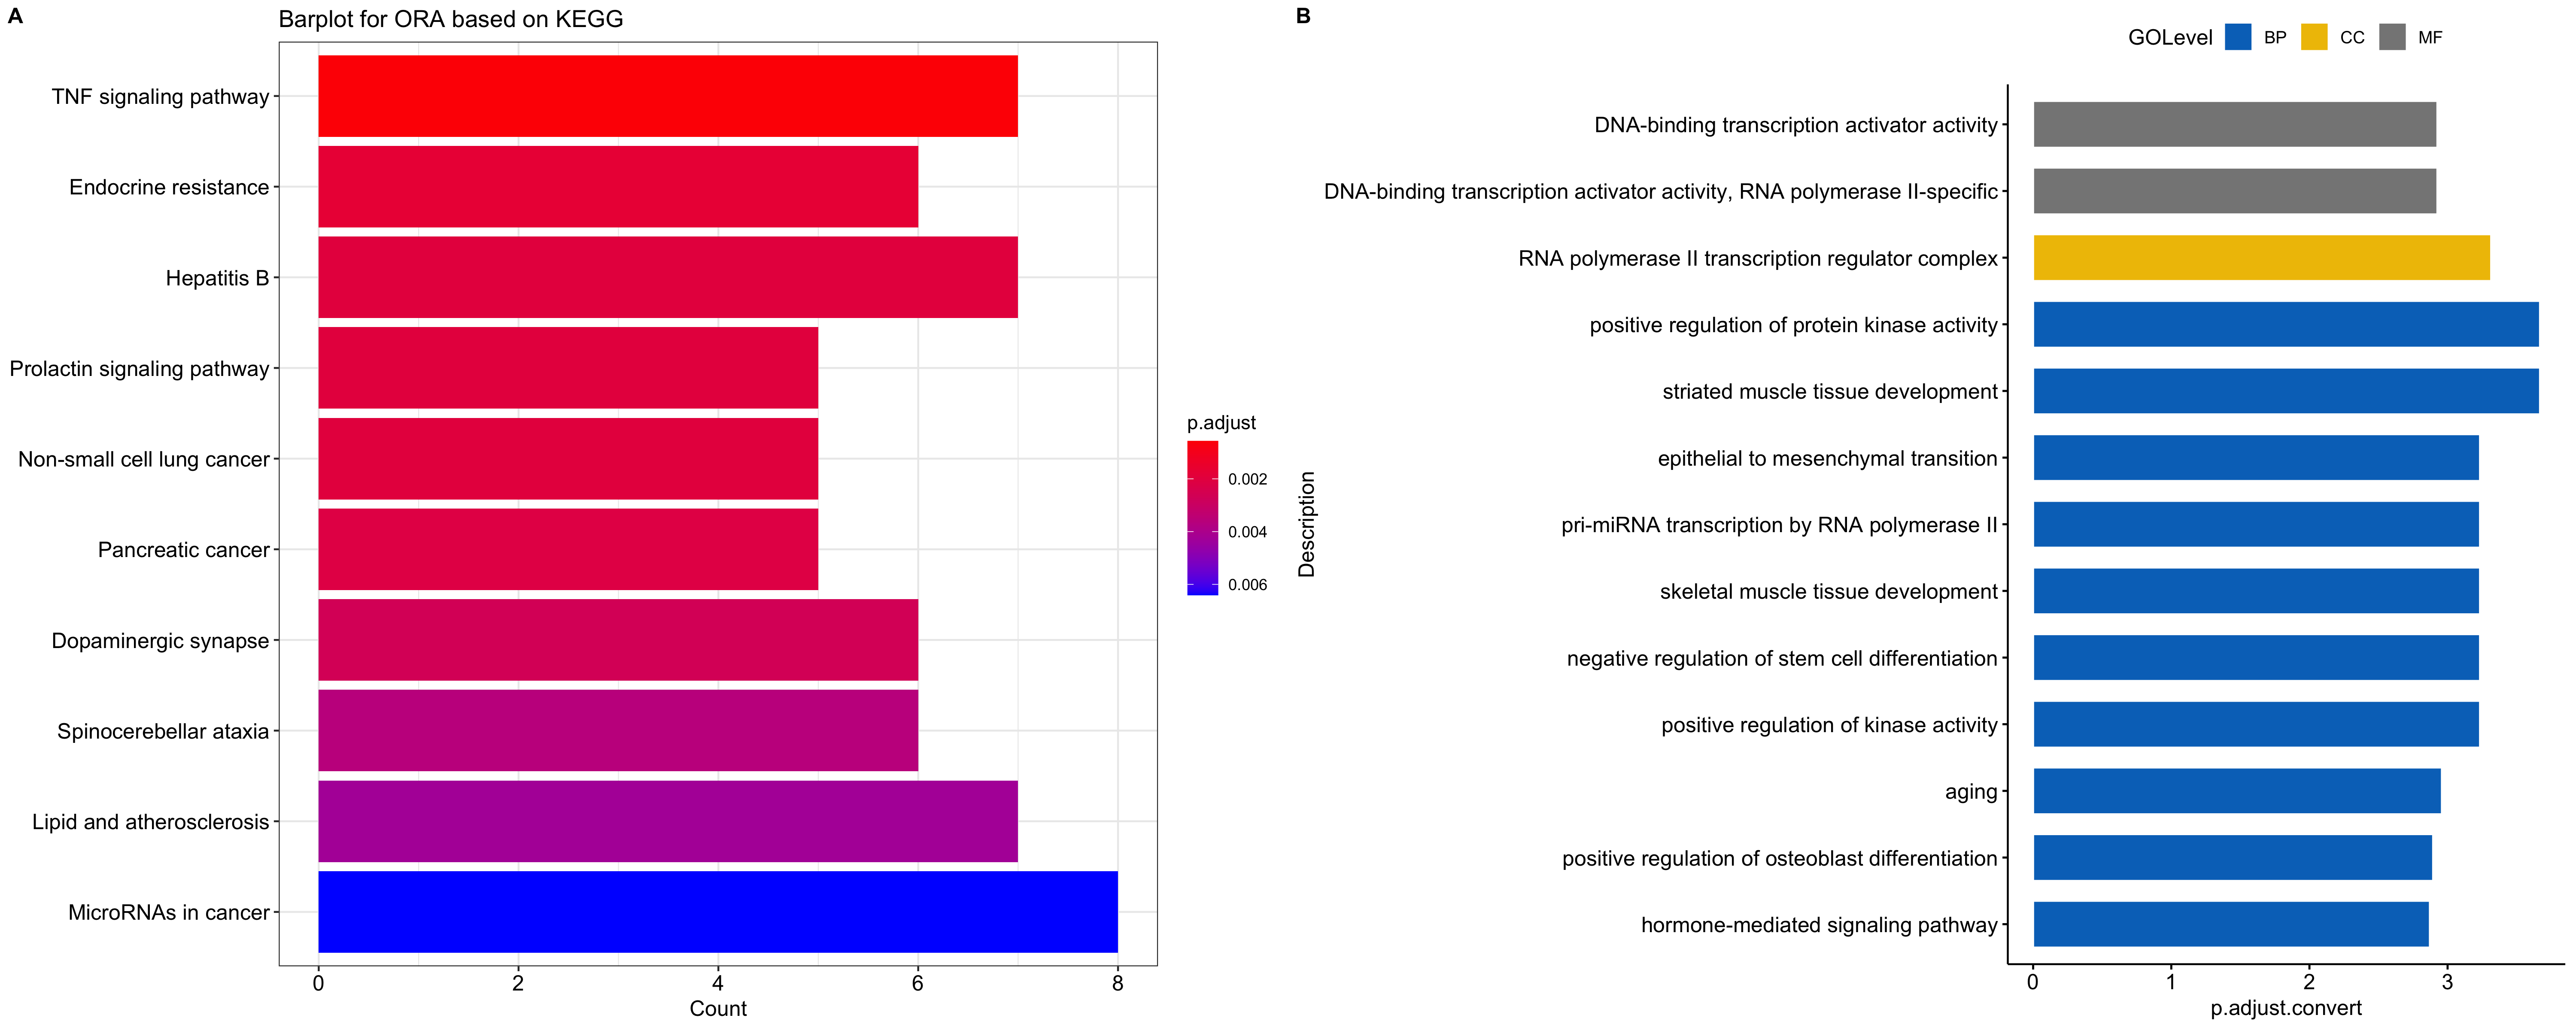 A
Barplot for ORA based on KEGG
TNF signaling pathway
Endocrine resistance
Hepatitis B
Prolactin signaling pathway
Non-small cell lung cancer
Pancreatic cancer
Dopaminergic synapse
Spinocerebellar ataxia
Lipid and atherosclerosis
MicroRNAs in cancer
0 2 4 6 8
Count
p.adjust
0.002
0.004
0.006
B
GOLevel BP CC MF
Description
DNA-binding transcription activator activity
DNA-binding transcription activator activity, RNA polymerase II-specific
RNA polymerase II transcription regulator complex
positive regulation of protein kinase activity
striated muscle tissue development
epithelial to mesenchymal transition
pri-miRNA transcription by RNA polymerase II
skeletal muscle tissue development
negative regulation of stem cell differentiation
positive regulation of kinase activity
aging
positive regulation of osteoblast differentiation
hormone-mediated signaling pathway
0 1 2 3
p.adjust.convert